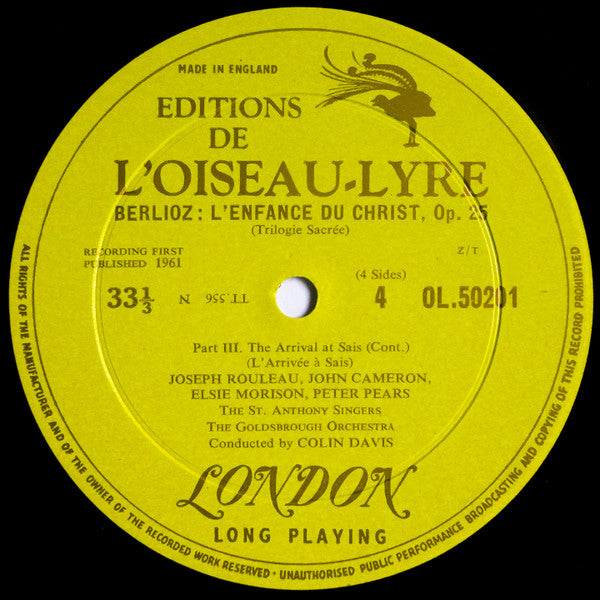 MADE IN ENGLAND
EDITIONS
DE
L'OISEAU-LYRE
BERLIOZ: L'ENFANCE DU CHRIST, Op. 25
(Trilogie Sacrée)
RECORDING FIRST
PUBLISHED 1961
Z/T
(4 Sides)
33⅓
TT.556 N
4 OL.50201
Part III. The Arrival at Sais (Cont.)
(L'Arrivée à Sais)
JOSEPH ROULEAU, JOHN CAMERON,
ELSIE MORISON, PETER PEARS
The St. Anthony Singers
The Goldsbrough Orchestra
Conducted by COLIN DAVIS
LONDON
LONG PLAYING
ALL RIGHTS OF THE MANUFACTURER AND OF THE OWNER OF THE RECORDED WORK RESERVED · UNAUTHORISED PUBLIC PERFORMANCE BROADCASTING AND COPYING OF THIS RECORD PROHIBITED